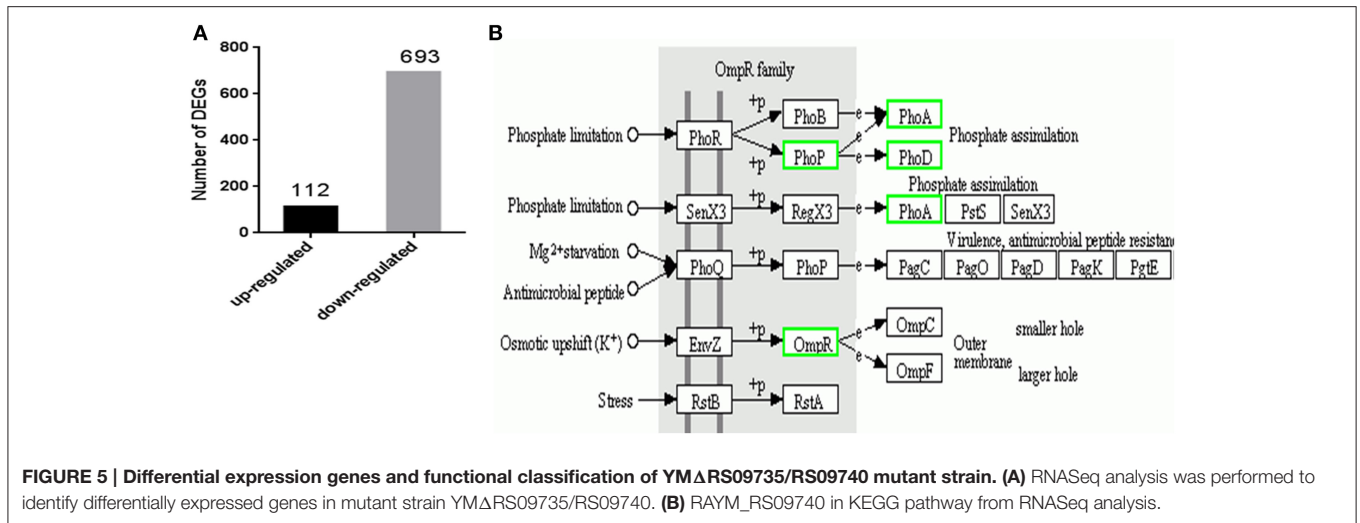 A
800
600
400
200
0
Number of DEGs
112
693
up-regulated
down-regulated
B
OmpR family
Phosphate limitation
PhoR
+p
PhoB
e
PhoA
+p
PhoP
e
e
PhoD
Phosphate assimilation
Phosphate assimilation
Phosphate limitation
SenX3
+p
RegX3
e
PhoA
PstS
SenX3
Virulence, antimicrobial peptide resistan
Mg2+starvation
Antimicrobial peptide
PhoQ
+p
PhoP
e
PagC
PagO
PagD
PagK
PgtE
Osmotic upshift (K+)
EnvZ
+p
OmpR
e
OmpC
smaller hole
e
OmpF
larger hole
Outer
membrane
Stress
RstB
+p
RstA
FIGURE 5 | Differential expression genes and functional classification of YMΔRS09735/RS09740 mutant strain. (A) RNASeq analysis was performed to
identify differentially expressed genes in mutant strain YMΔRS09735/RS09740. (B) RAYM_RS09740 in KEGG pathway from RNASeq analysis.